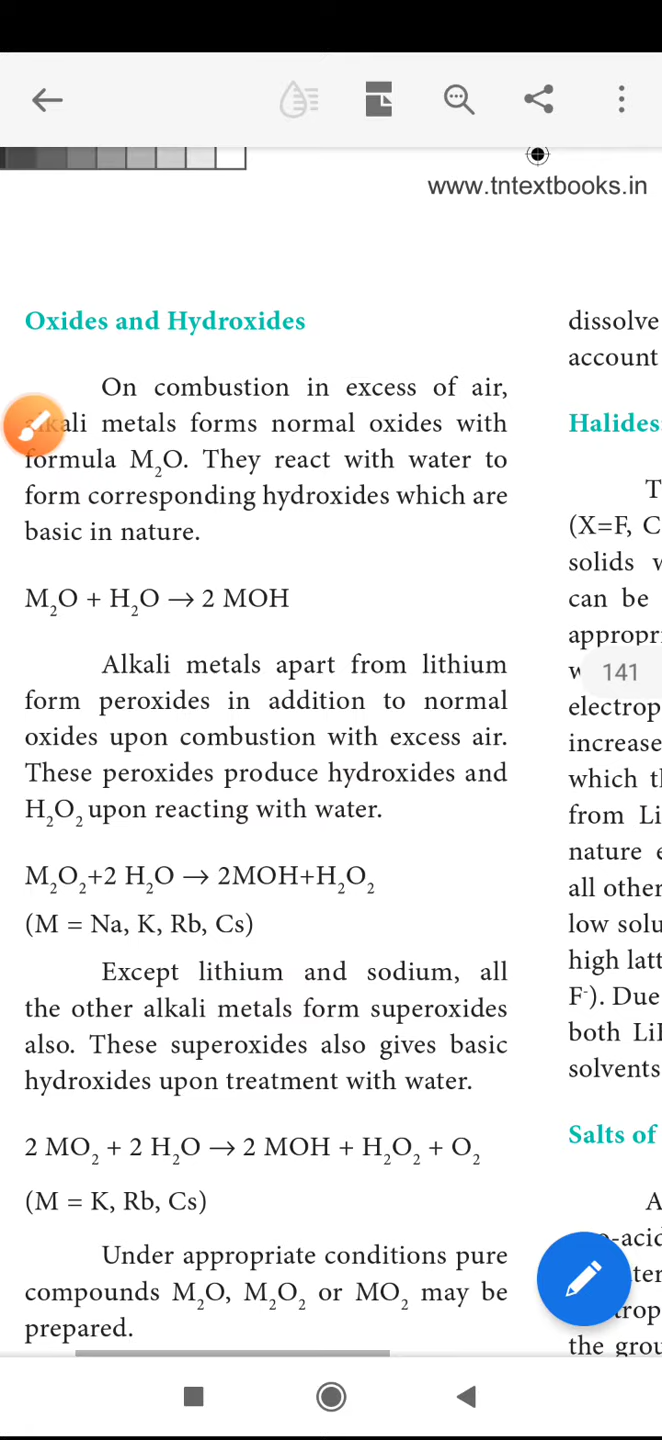 www.tntextbooks.in
Oxides and Hydroxides
On combustion in excess of air,
metals forms normal oxides with
formula M₂O. They react with water to
form corresponding hydroxides which are
basic in nature.
M₂O + H₂O → 2 MOH
Alkali metals apart from lithium
form peroxides in addition to normal
oxides upon combustion with excess air.
These peroxides produce hydroxides and
H₂O₂ upon reacting with water.
M₂O₂+2 H₂O → 2MOH+H₂O₂
(M = Na, K, Rb, Cs)
Except lithium and sodium, all
the other alkali metals form superoxides
also. These superoxides also gives basic
hydroxides upon treatment with water.
2 MO₂ + 2 H₂O → 2 MOH + H₂O₂ + O₂
(M = K, Rb, Cs)
Under appropriate conditions pure
compounds M₂O, M₂O₂ or MO₂ may be
prepared.
dissolve
account
Halides
T
(X=F, C
solids w
can be
appropr
w
141
electrop
increase
which t
from Li
nature e
all other
low solu
high latt
F⁻). Due
both Li
solvents
Salts of
A
-acid
ter
trop
the grou